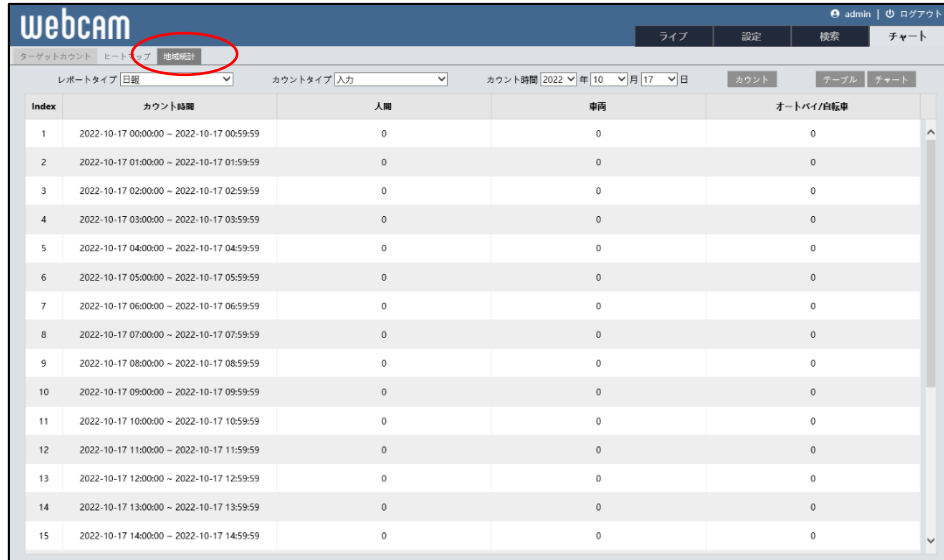 webcam
admin | ログアウト
ライブ 設定 検索 チャート
ターゲットカウント ヒートマップ 地域統計
レポートタイプ 日報 カウントタイプ 入力 カウント時間 2022 年 10 月 17 日 カウント テーブル チャート
Index カウント時間 人間 車両 オートバイ/自転車
1 2022-10-17 00:00:00 ~ 2022-10-17 00:59:59 0 0 0
2 2022-10-17 01:00:00 ~ 2022-10-17 01:59:59 0 0 0
3 2022-10-17 02:00:00 ~ 2022-10-17 02:59:59 0 0 0
4 2022-10-17 03:00:00 ~ 2022-10-17 03:59:59 0 0 0
5 2022-10-17 04:00:00 ~ 2022-10-17 04:59:59 0 0 0
6 2022-10-17 05:00:00 ~ 2022-10-17 05:59:59 0 0 0
7 2022-10-17 06:00:00 ~ 2022-10-17 06:59:59 0 0 0
8 2022-10-17 07:00:00 ~ 2022-10-17 07:59:59 0 0 0
9 2022-10-17 08:00:00 ~ 2022-10-17 08:59:59 0 0 0
10 2022-10-17 09:00:00 ~ 2022-10-17 09:59:59 0 0 0
11 2022-10-17 10:00:00 ~ 2022-10-17 10:59:59 0 0 0
12 2022-10-17 11:00:00 ~ 2022-10-17 11:59:59 0 0 0
13 2022-10-17 12:00:00 ~ 2022-10-17 12:59:59 0 0 0
14 2022-10-17 13:00:00 ~ 2022-10-17 13:59:59 0 0 0
15 2022-10-17 14:00:00 ~ 2022-10-17 14:59:59 0 0 0